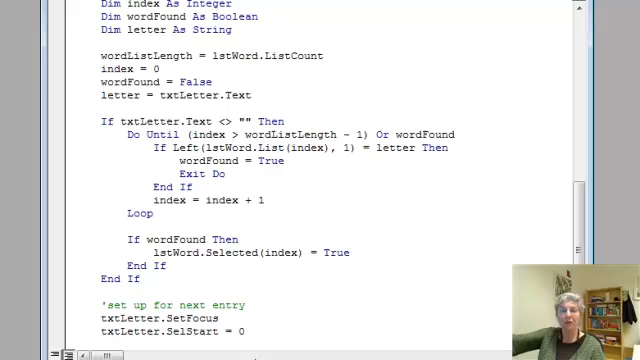 Dim index As Integer
Dim wordFound As Boolean
Dim letter As String
wordListLength = lstWord.ListCount
index = 0
wordFound = False
letter = txtLetter.Text
If txtLetter.Text <> "" Then
Do Until (index > wordListLength - 1) Or wordFound
If Left(lstWord.List(index), 1) = letter Then
wordFound = True
Exit Do
End If
index = index + 1
Loop
If wordFound Then
lstWord.Selected(index) = True
End If
End If
'set up for next entry
txtLetter.SetFocus
txtLetter.SelStart = 0